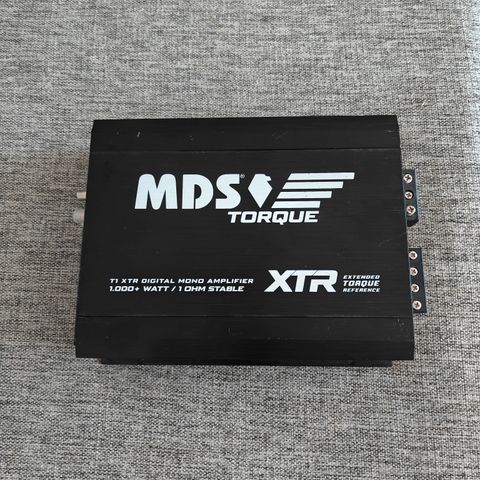 MDS®
TORQUE
T1 XTR DIGITAL MONO AMPLIFIER
1.000+ WATT / 1 OHM STABLE
XTR
EXTENDED
TORQUE
REFERENCE